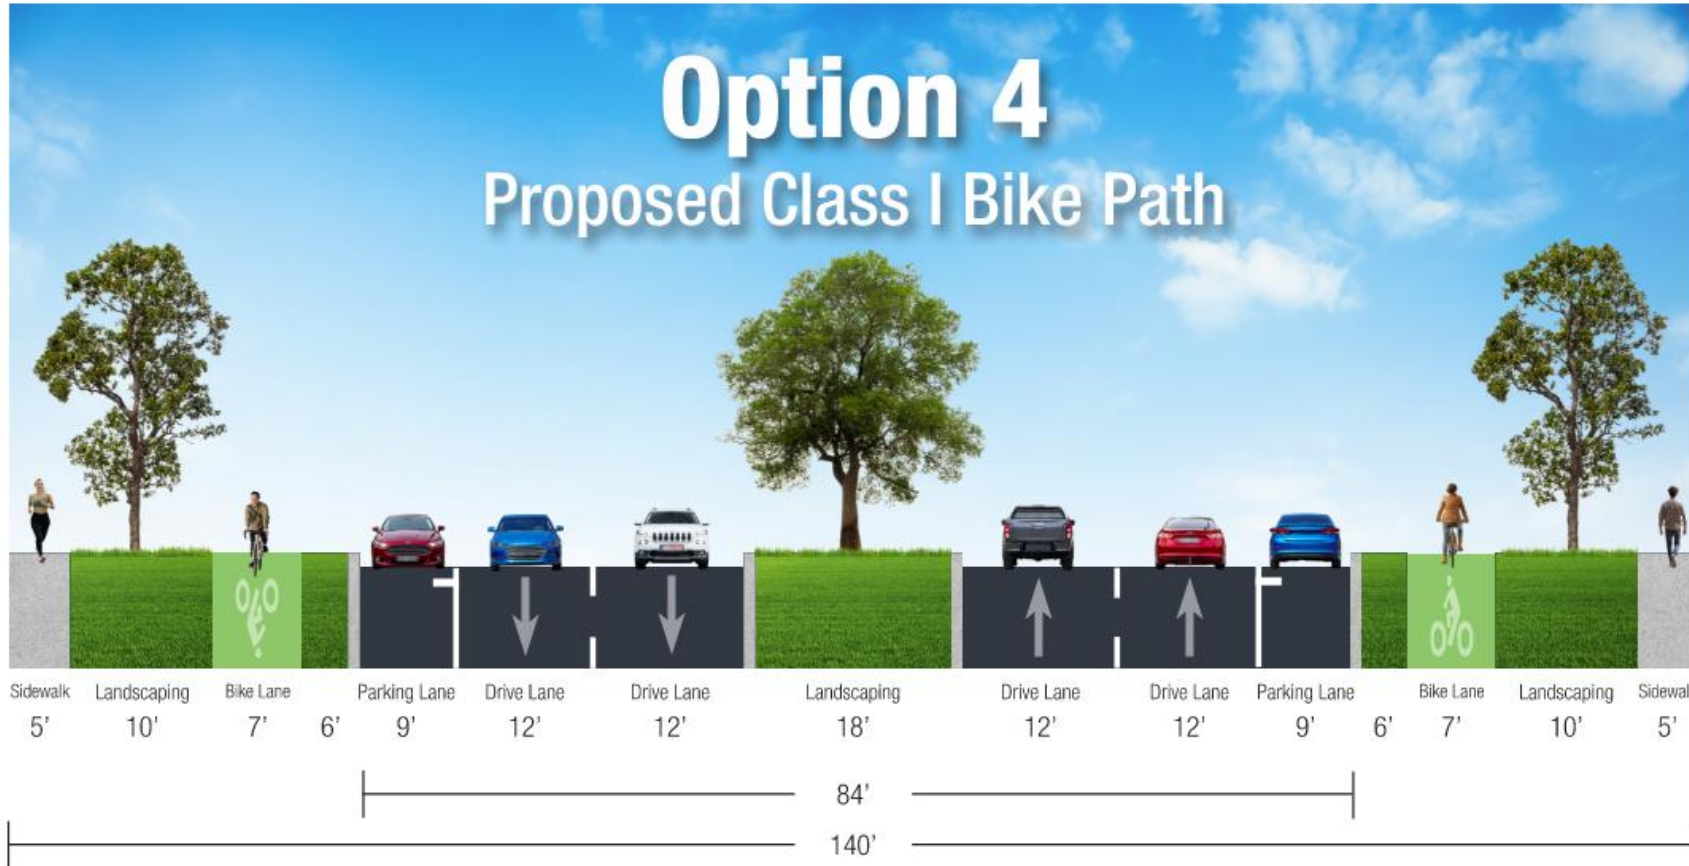 Option 4
Proposed Class I Bike Path
Sidewalk Landscaping Bike Lane Parking Lane Drive Lane Drive Lane Landscaping Drive Lane Drive Lane Parking Lane Bike Lane Landscaping Sidewal
5' 10' 7' 6' 9' 12' 12' 18' 12' 12' 9' 6' 7' 10' 5'
84'
140'